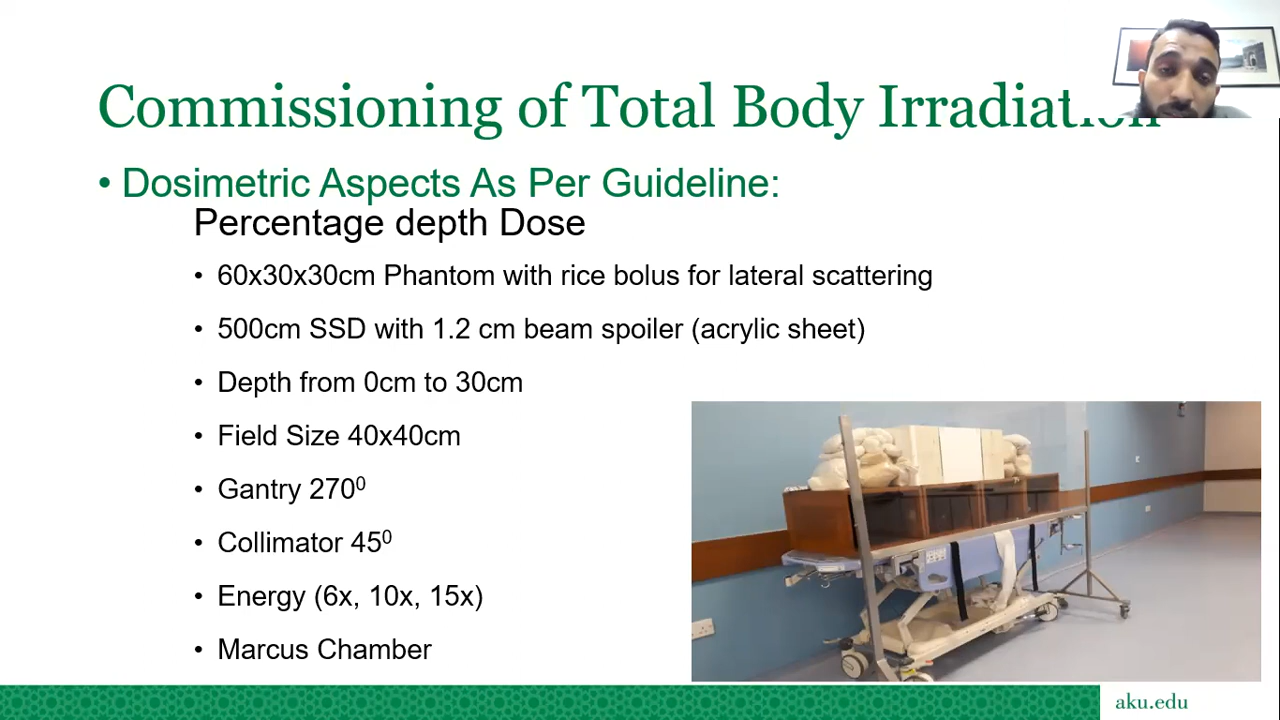 Commissioning of Total Body Irradiation
• Dosimetric Aspects As Per Guideline:
Percentage depth Dose
• 60x30x30cm Phantom with rice bolus for lateral scattering
• 500cm SSD with 1.2 cm beam spoiler (acrylic sheet)
• Depth from 0cm to 30cm
• Field Size 40x40cm
• Gantry 270⁰
• Collimator 45⁰
• Energy (6x, 10x, 15x)
• Marcus Chamber
aku.edu